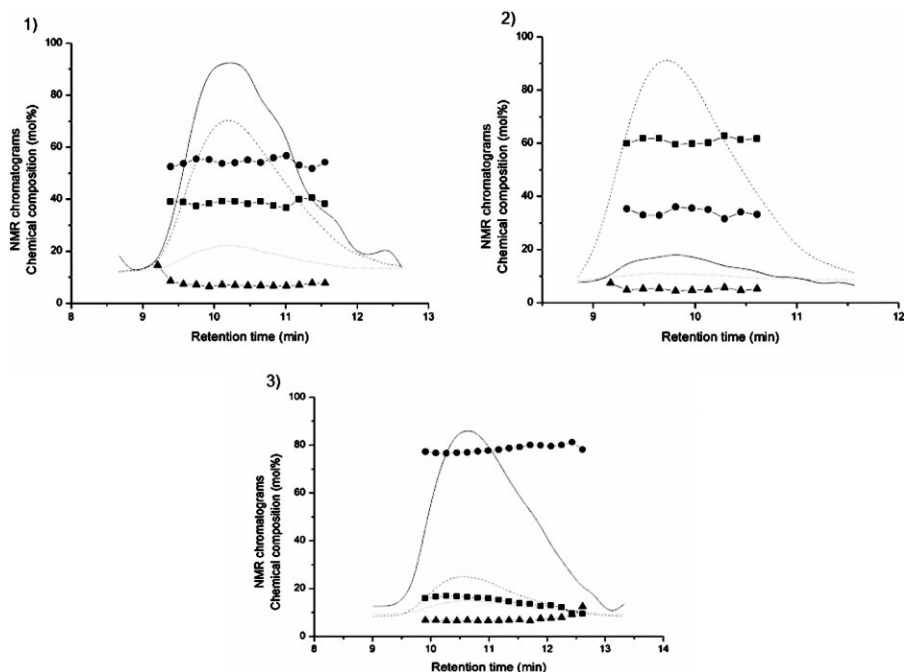 1)
NMR chromatograms
Chemical composition (mol%)
100
80
60
40
20
0
8 9 10 11 12 13
Retention time (min)
2)
NMR chromatograms
Chemical composition (mol%)
100
80
60
40
20
0
9 10 11 12
Retention time (min)
3)
NMR chromatograms
Chemical composition (mol%)
100
80
60
40
20
0
8 9 10 11 12 13 14
Retention time (min)